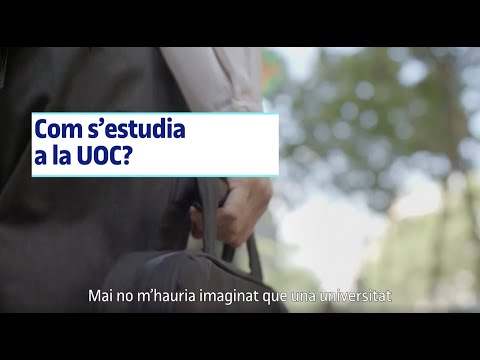 Com s’estudia
a la UOC?
Mai no m’hauria imaginat que una universitat